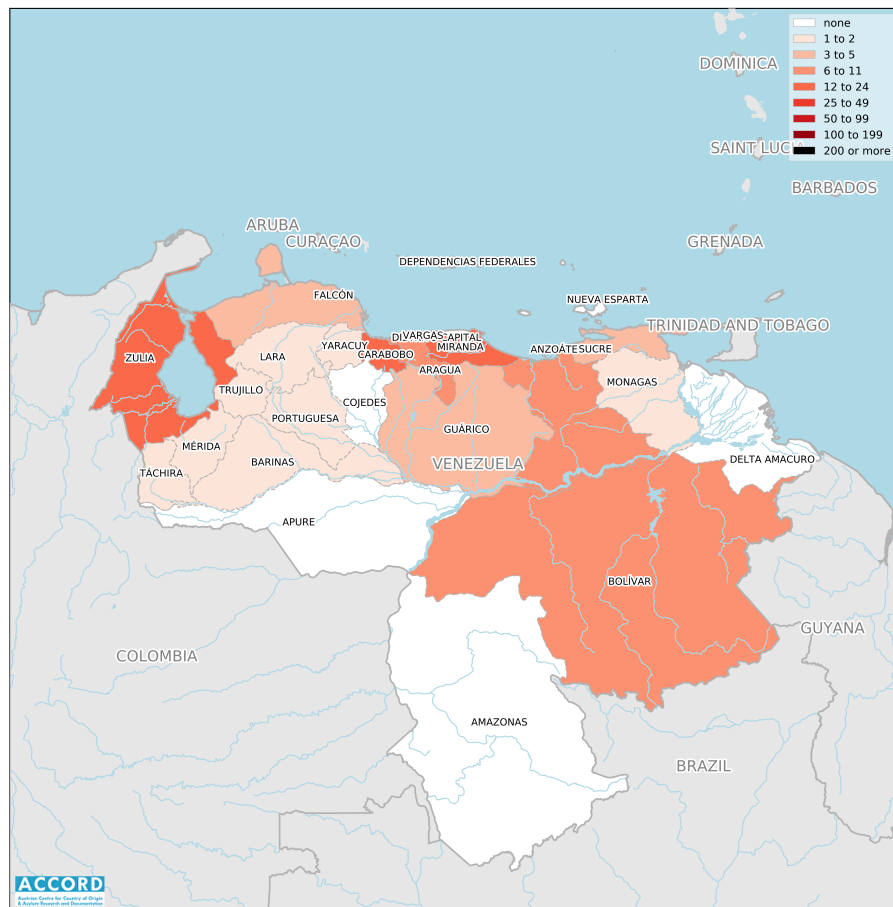 none
1 to 2
3 to 5
6 to 11
12 to 24
25 to 49
50 to 99
100 to 199
200 or more
DOMINICA
SAINT LUCIA
BARBADOS
GRENADA
ARUBA
CURAÇAO
DEPENDENCIAS FEDERALES
NUEVA ESPARTA
TRINIDAD AND TOBAGO
FALCÓN
VARGAS
CAPITAL
YARACUY
MIRANDA
ANZOÁTE
SUCRE
ZULIA
LARA
CARABOBO
ARAGUA
MONAGAS
TRUJILLO
COJEDES
PORTUGUESA
GUÁRICO
MÉRIDA
BARINAS
VENEZUELA
DELTA AMACURO
TÁCHIRA
APURE
BOLÍVAR
GUYANA
COLOMBIA
AMAZONAS
BRAZIL
ACCORD
Austrian Centre for Country of Origin
& Asylum Research and Documentation